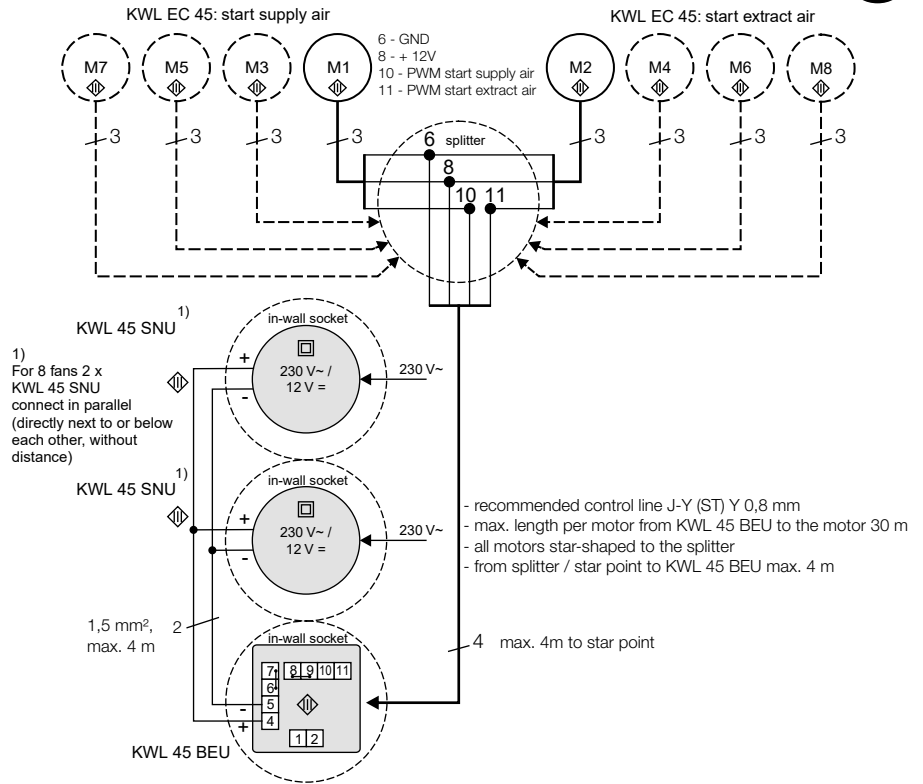 KWL EC 45: start supply air
KWL EC 45: start extract air
M7
M5
M3
M1
6 - GND
8 - + 12V
10 - PWM start supply air
11 - PWM start extract air
M2
M4
M6
M8
3
3
3
3
3
3
3
3
6
splitter
8
10
11
KWL 45 SNU 1)
in-wall socket
1)
For 8 fans 2 x
KWL 45 SNU
connect in parallel
(directly next to or below
each other, without
distance)
+
-
230 V~ /
12 V =
230 V~
KWL 45 SNU 1)
in-wall socket
+
-
230 V~ /
12 V =
230 V~
- recommended control line J-Y (ST) Y 0,8 mm
- max. length per motor from KWL 45 BEU to the motor 30 m
- all motors star-shaped to the splitter
- from splitter / star point to KWL 45 BEU max. 4 m
1,5 mm²,
max. 4 m
2
in-wall socket
4 max. 4m to star point
7
8 9 10 11
6
- 5
+ 4
1 2
KWL 45 BEU